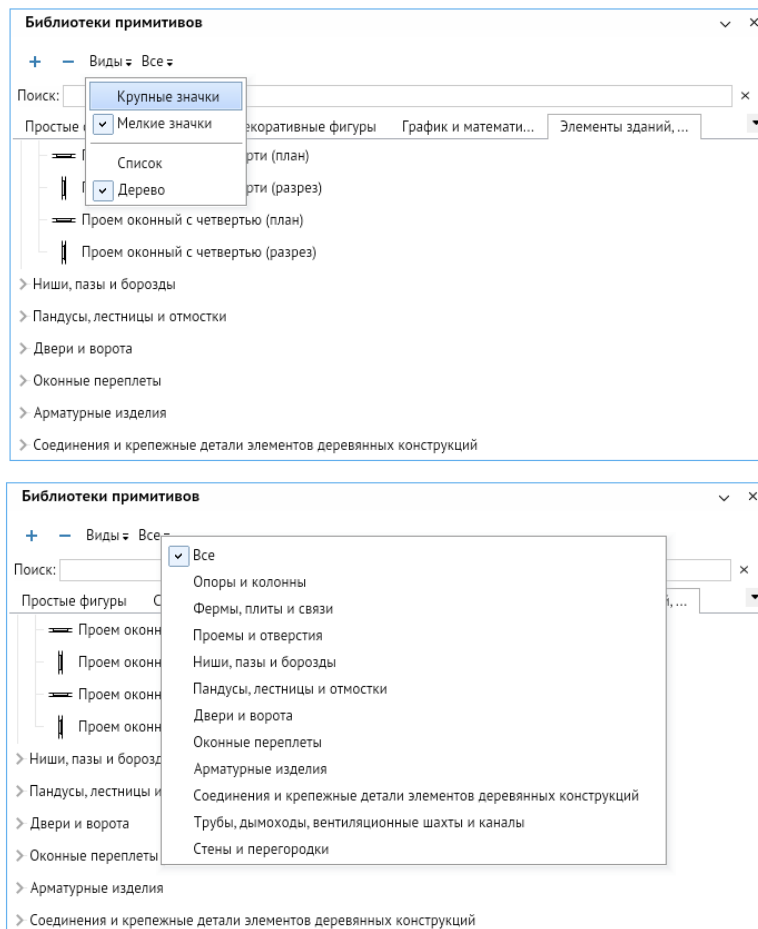 Библиотеки примитивов
Виды Все
Крупные значки
Поиск:
Мелкие значки
Простые
екоративные фигуры График и математи... Элементы зданий, ...
рти (план)
Список
рти (разрез)
Дерево
Проем оконный с четвертью (план)
Проем оконный с четвертью (разрез)
Ниши, пазы и борозды
Пандусы, лестницы и отмостки
Двери и ворота
Оконные переплеты
Арматурные изделия
Соединения и крепежные детали элементов деревянных конструкций
Библиотеки примитивов
Виды Все
Все
Поиск:
Опоры и колонны
Простые фигуры С
Фермы, плиты и связи
Проем оконн
Проемы и отверстия
Проем оконн
Ниши, пазы и борозды
Проем оконн
Пандусы, лестницы и отмостки
Проем оконн
Двери и ворота
Оконные переплеты
Ниши, пазы и борозд
Арматурные изделия
Пандусы, лестницы и
Соединения и крепежные детали элементов деревянных конструкций
Двери и ворота
Трубы, дымоходы, вентиляционные шахты и каналы
Оконные переплеты
Стены и перегородки
Арматурные изделия
Соединения и крепежные детали элементов деревянных конструкций